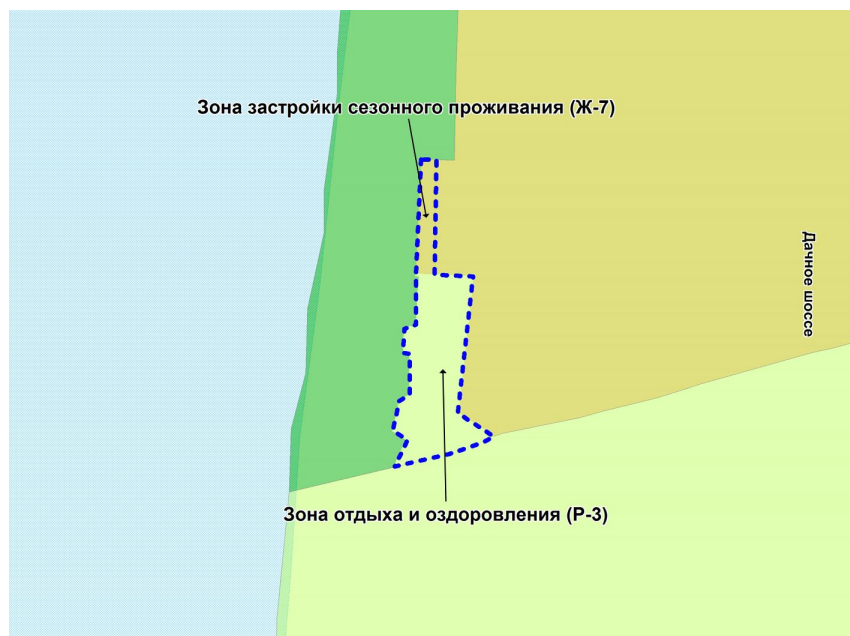 Зона застройки сезонного проживания (Ж-7)
Дачное шоссе
Зона отдыха и оздоровления (Р-3)